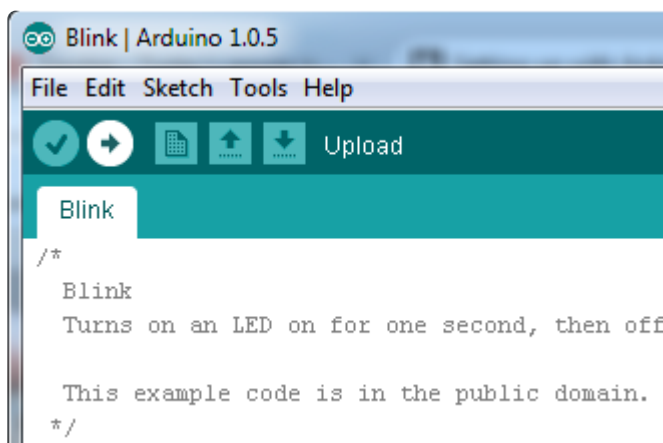 Blink | Arduino 1.0.5
File Edit Sketch Tools Help
Upload
Blink
/*
Blink
Turns on an LED on for one second, then off
This example code is in the public domain.
*/